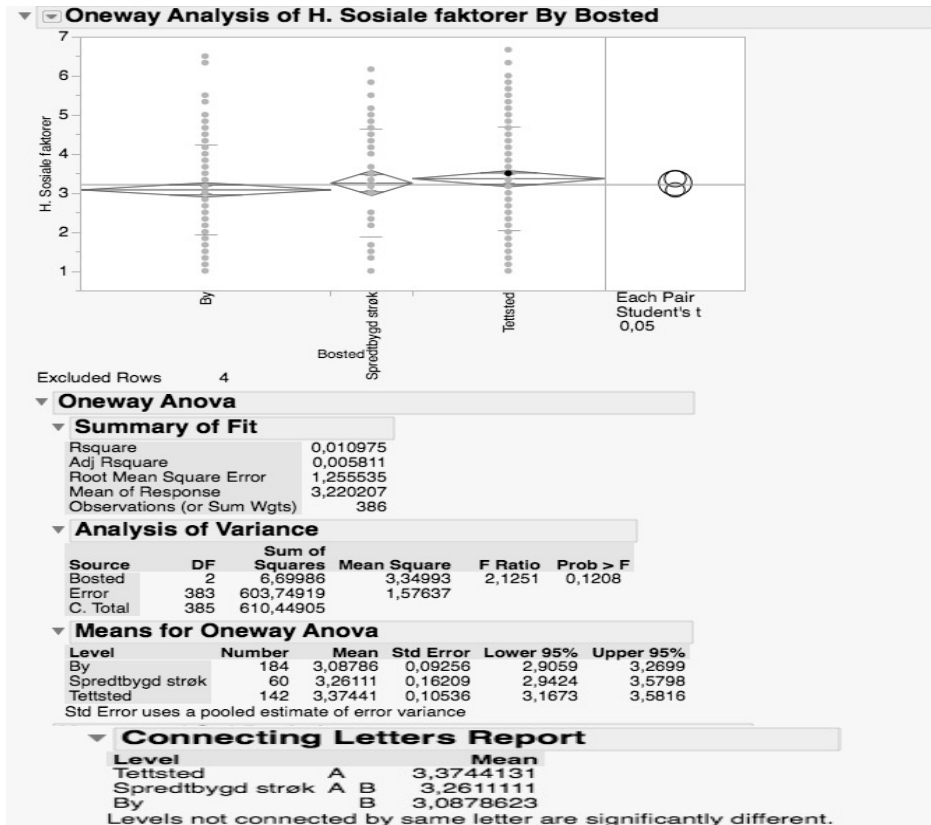 Oneway Analysis of H. Sosiale faktorer By Bosted
7
6
5
4
3
2
1
H. Sosiale faktorer
By
Spredtbygd strøk
Tettsted
Bosted
Each Pair
Student's t
0,05
Excluded Rows 4
Oneway Anova
Summary of Fit
Rsquare 0,010975
Adj Rsquare 0,005811
Root Mean Square Error 1,255535
Mean of Response 3,220207
Observations (or Sum Wgts) 386
Analysis of Variance
Sum of
Source DF Squares Mean Square F Ratio Prob > F
Bosted 2 6,69986 3,34993 2,1251 0,1208
Error 383 603,74919 1,57637
C. Total 385 610,44905
Means for Oneway Anova
Level Number Mean Std Error Lower 95% Upper 95%
By 184 3,08786 0,09256 2,9059 3,2699
Spredtbygd strøk 60 3,26111 0,16209 2,9424 3,5798
Tettsted 142 3,37441 0,10536 3,1673 3,5816
Std Error uses a pooled estimate of error variance
Connecting Letters Report
Level Mean
Tettsted A 3,3744131
Spredtbygd strøk A B 3,2611111
By B 3,0878623
Levels not connected by same letter are significantly different.